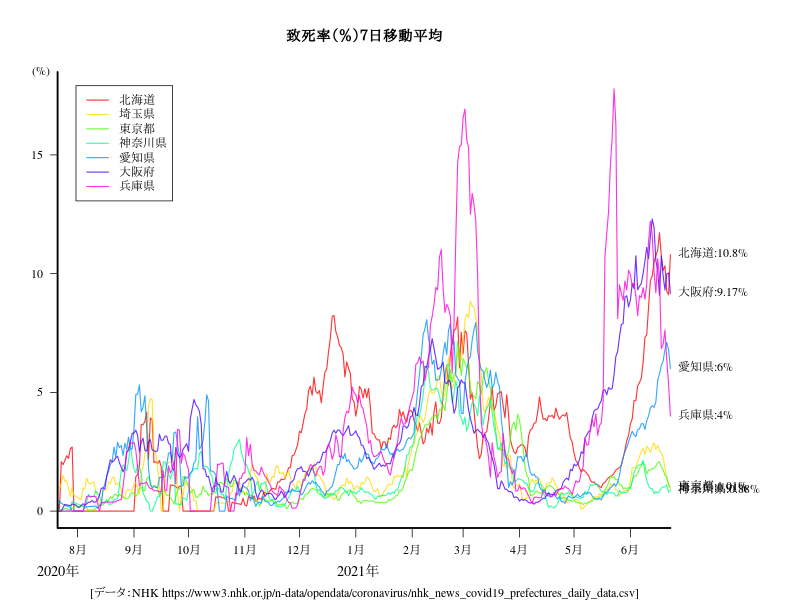 致死率(%)7日移動平均
(%)
北海道
埼玉県
東京都
神奈川県
愛知県
大阪府
兵庫県
15
10
5
0
北海道:10.8%
大阪府:9.17%
愛知県:6%
兵庫県:4%
8月 9月 10月 11月 12月 1月 2月 3月 4月 5月 6月
2020年 2021年
[データ:NHK https://www3.nhk.or.jp/n-data/opendata/coronavirus/nhk_news_covid19_prefectures_daily_data.csv]